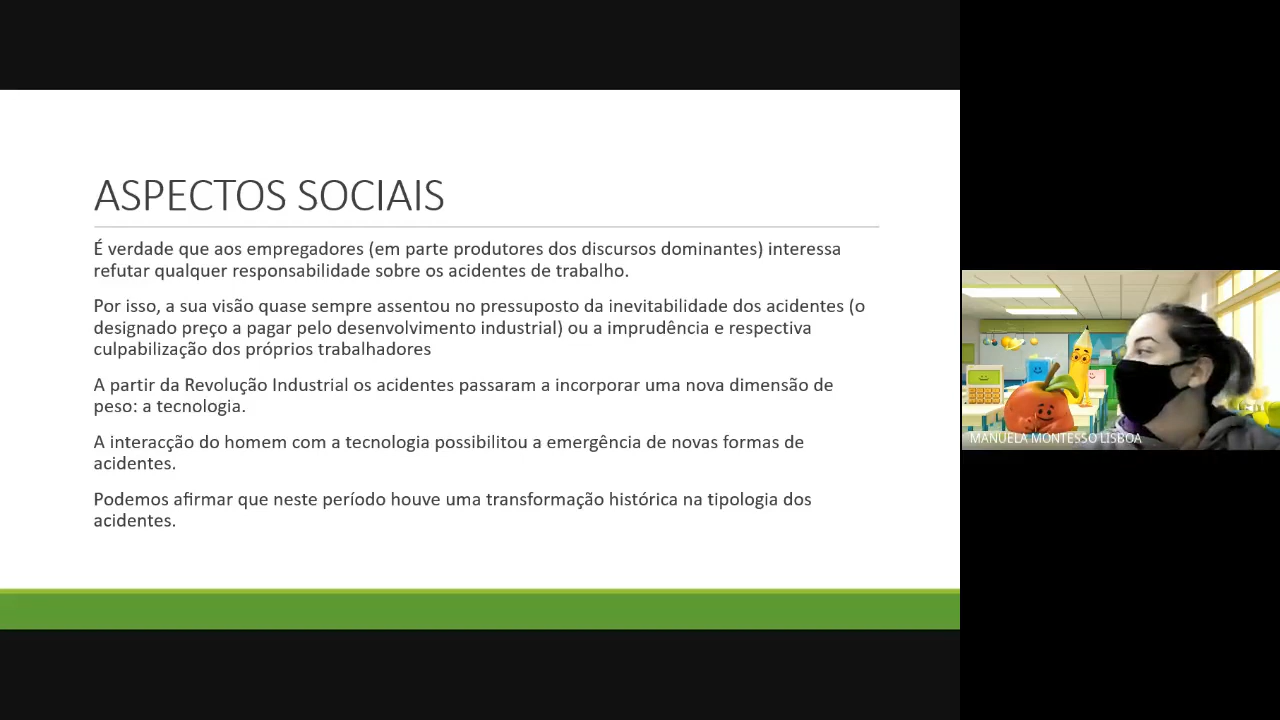 ASPECTOS SOCIAIS
É verdade que aos empregadores (em parte produtores dos discursos dominantes) interessa
refutar qualquer responsabilidade sobre os acidentes de trabalho.
Por isso, a sua visão quase sempre assentou no pressuposto da inevitabilidade dos acidentes (o
designado preço a pagar pelo desenvolvimento industrial) ou a imprudência e respectiva
culpabilização dos próprios trabalhadores
A partir da Revolução Industrial os acidentes passaram a incorporar uma nova dimensão de
peso: a tecnologia.
A interacção do homem com a tecnologia possibilitou a emergência de novas formas de
acidentes.
Podemos afirmar que neste período houve uma transformação histórica na tipologia dos
acidentes.
MANUELA MONTESSO LISBOA